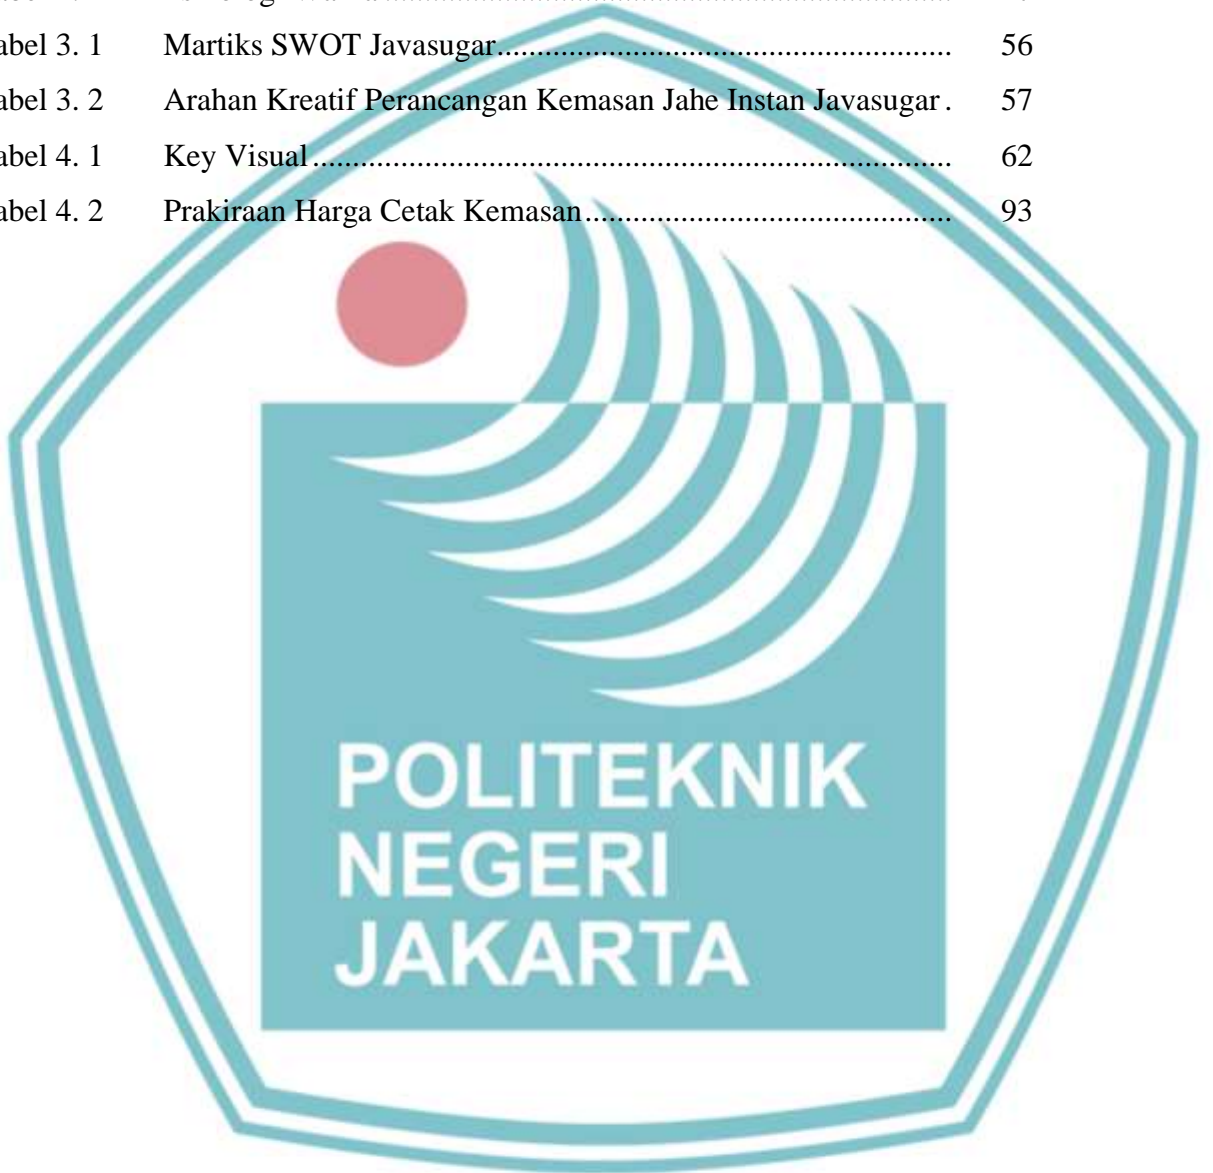 abel 3. 1 Martiks SWOT Javasugar.................................................... 56
abel 3. 2 Arahan Kreatif Perancangan Kemasan Jahe Instan Javasugar. 57
abel 4. 1 Key Visual.......................................................................... 62
abel 4. 2 Prakiraan Harga Cetak Kemasan.......................................... 93
POLITEKNIK
NEGERI
JAKARTA